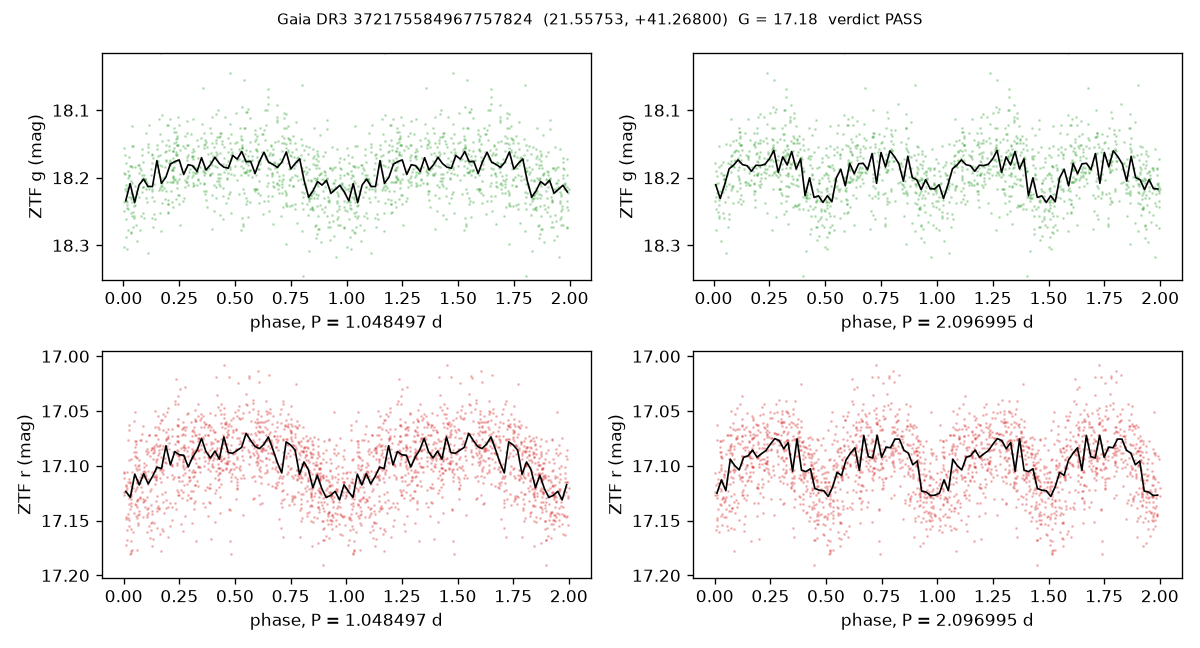 Gaia DR3 372175584967757824  (21.55753, +41.26800)  G = 17.18  verdict PASS
ZTF g (mag)
18.1
18.2
18.3
0.00 0.25 0.50 0.75 1.00 1.25 1.50 1.75 2.00
phase, P = 1.048497 d
ZTF g (mag)
18.1
18.2
18.3
0.00 0.25 0.50 0.75 1.00 1.25 1.50 1.75 2.00
phase, P = 2.096995 d
ZTF r (mag)
17.00
17.05
17.10
17.15
17.20
0.00 0.25 0.50 0.75 1.00 1.25 1.50 1.75 2.00
phase, P = 1.048497 d
ZTF r (mag)
17.00
17.05
17.10
17.15
17.20
0.00 0.25 0.50 0.75 1.00 1.25 1.50 1.75 2.00
phase, P = 2.096995 d